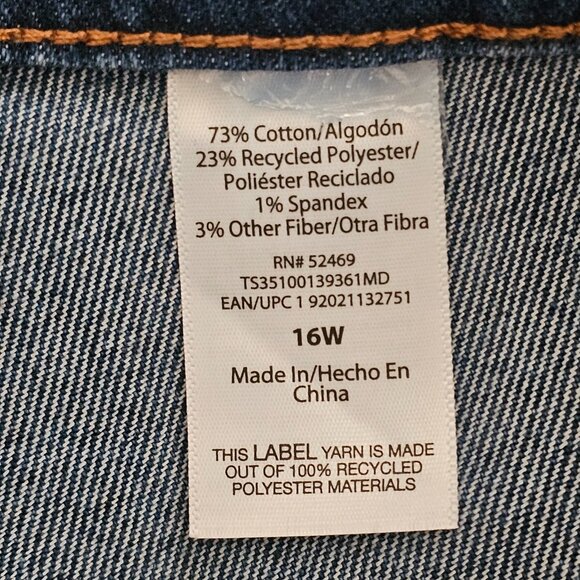 73% Cotton/Algodón
23% Recycled Polyester/
Poliéster Reciclado
1% Spandex
3% Other Fiber/Otra Fibra
RN# 52469
TS35100139361MD
EAN/UPC 1 92021132751
16W
Made In/Hecho En
China
THIS LABEL YARN IS MADE
OUT OF 100% RECYCLED
POLYESTER MATERIALS